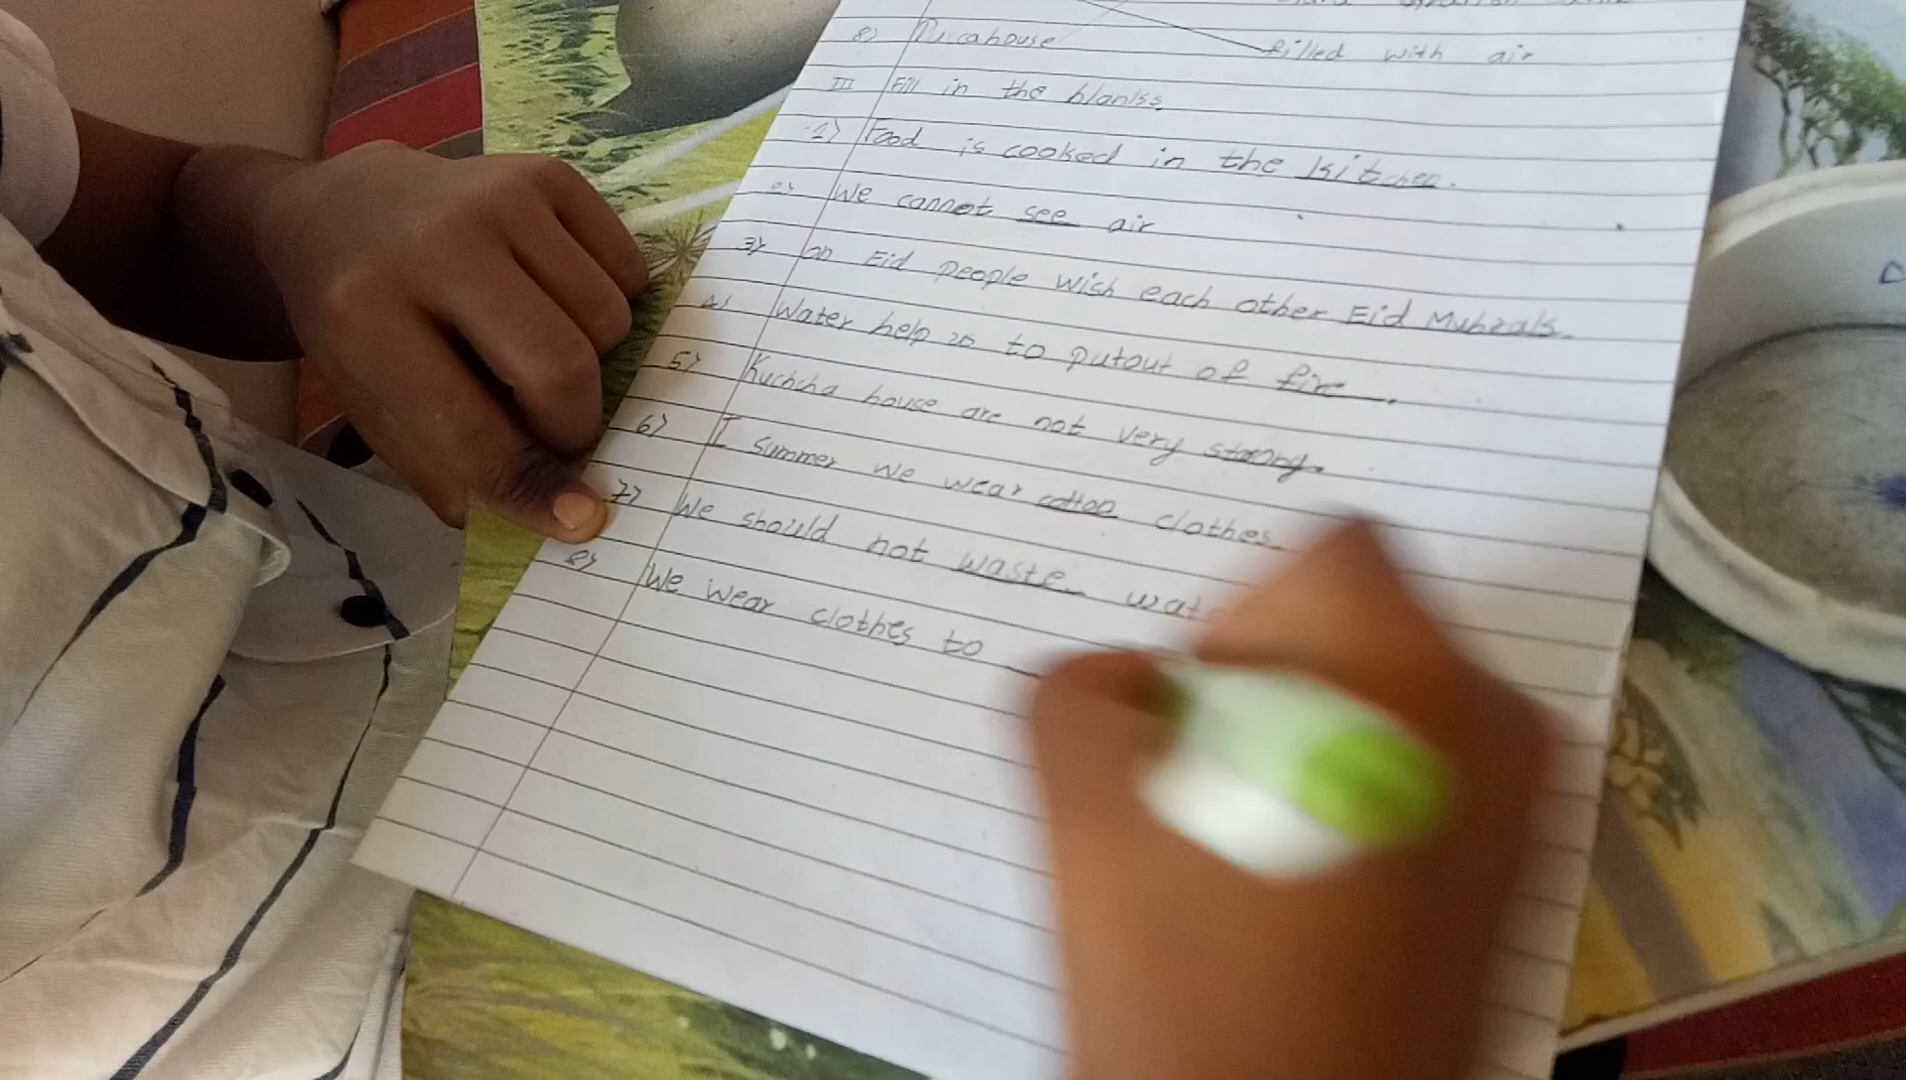 8) Puccahouse filled with air
III Fill in the blanks.
1) Food is cooked in the kitchen.
2) We cannot see air
3) on Eid people wish each other Eid
4) Water help us to putout of fire.
5) Kuchcha house are not very strong.
6) I summer we wear cotton clothes.
7) We should not waste wat
8) We wear clothes to